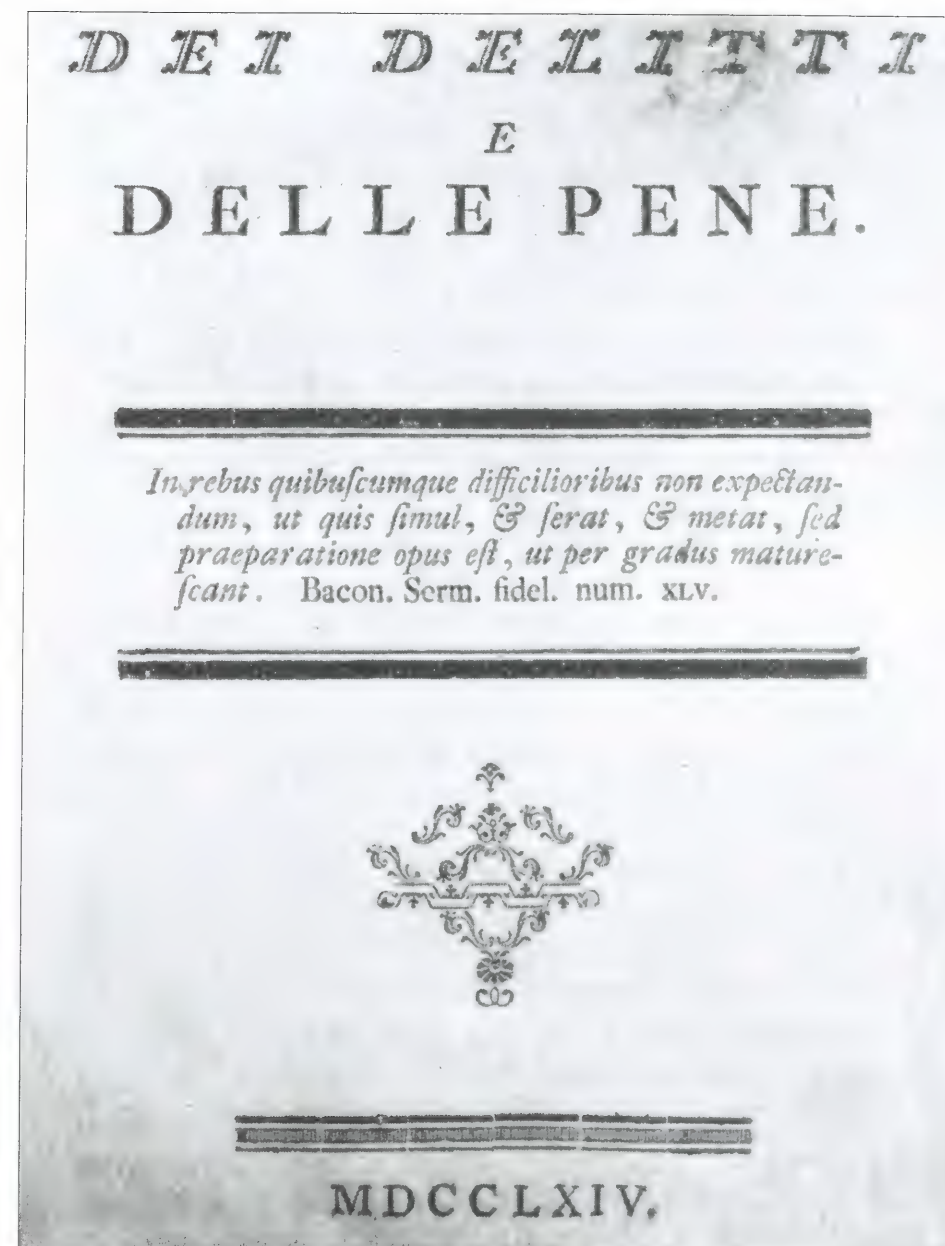 DEI DELITTI
E
DELLE PENE.
In rebus quibuſcumque difficilioribus non expectan-
dum, ut quis ſimul, & ſerat, & metat, ſed
praeparatione opus eſt, ut per gradus mature-
ſcant. Bacon. Serm. fidel. num. XLV.
MDCCLXIV.